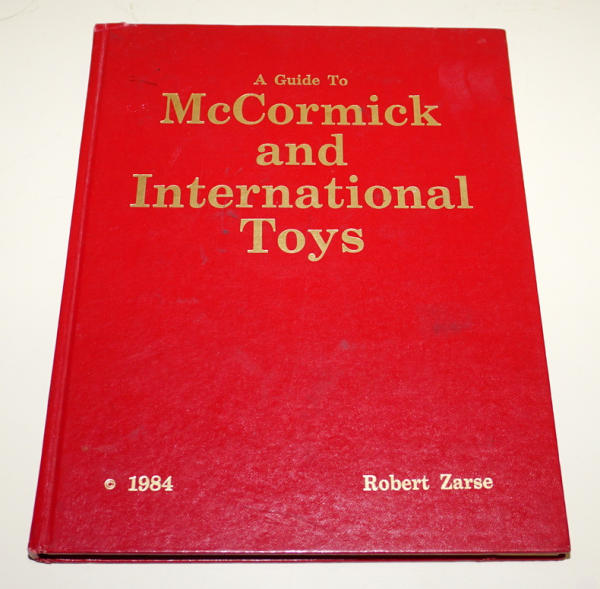 A Guide To
McCormick
and
International
Toys
© 1984 Robert Zarse